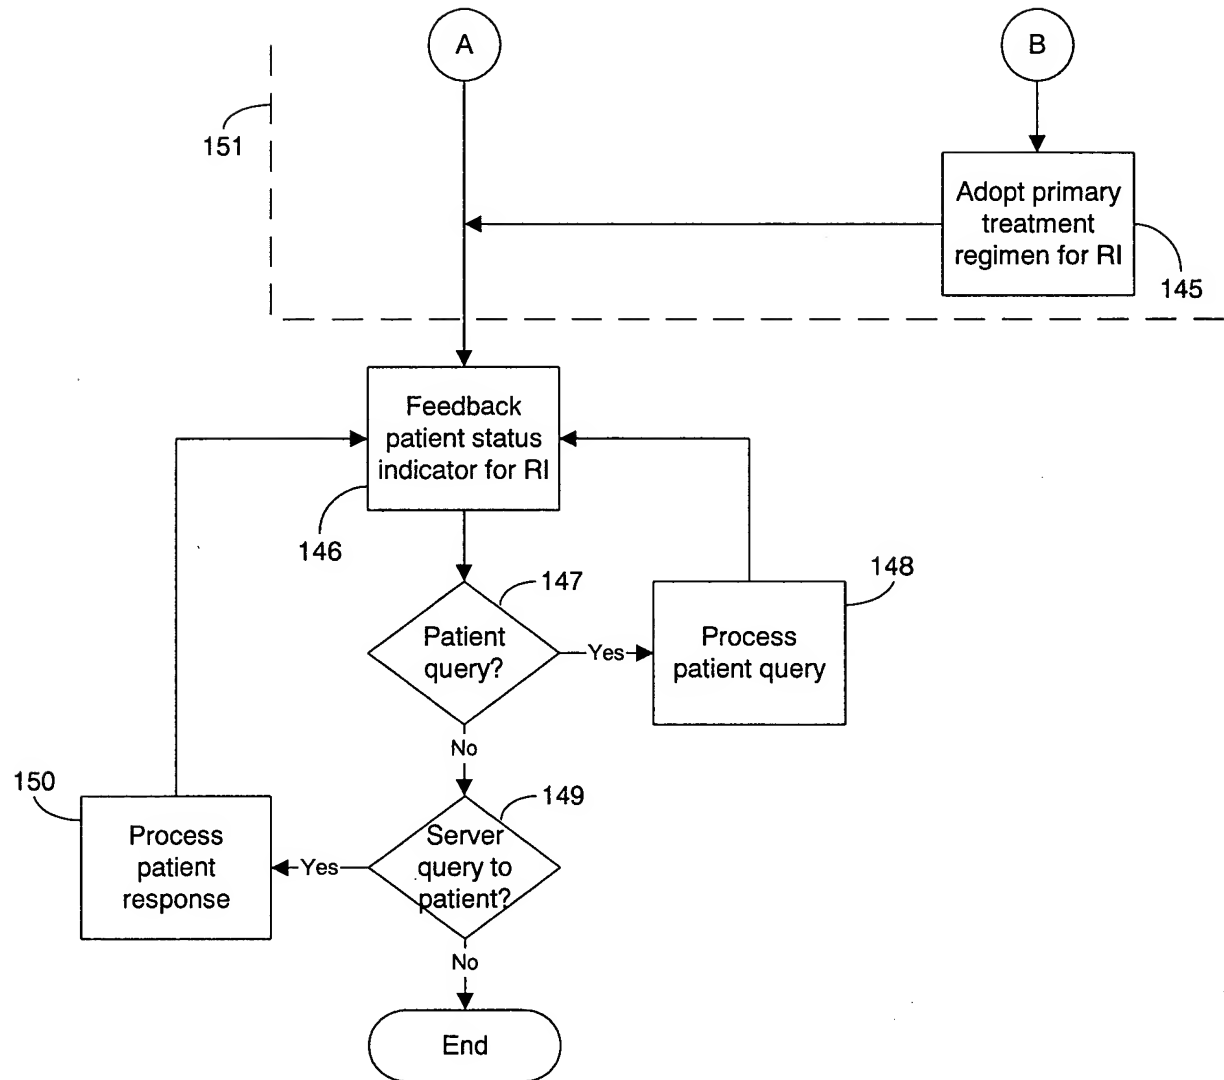 A
B
151
Adopt primary
treatment
regimen for RI
145
Feedback
patient status
indicator for RI
146
147
148
Patient
query?
Yes
Process
patient query
No
150
149
Process
patient
response
Yes
Server
query to
patient?
No
End